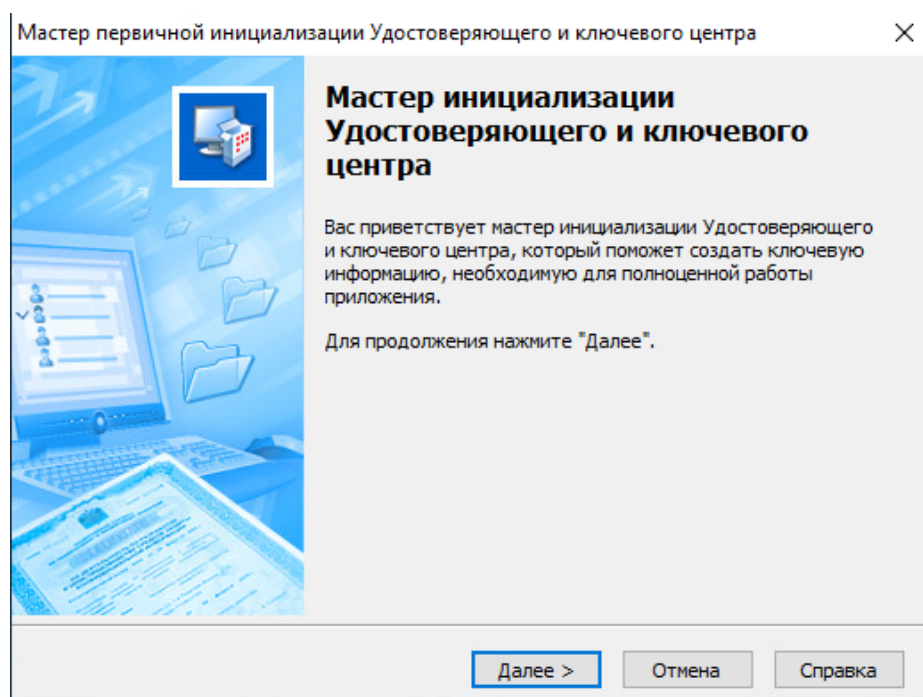 Мастер первичной инициализации Удостоверяющего и ключевого центра
Мастер инициализации
Удостоверяющего и ключевого
центра
Вас приветствует мастер инициализации Удостоверяющего
и ключевого центра, который поможет создать ключевую
информацию, необходимую для полноценной работы
приложения.
Для продолжения нажмите "Далее".
Далее >
Отмена
Справка